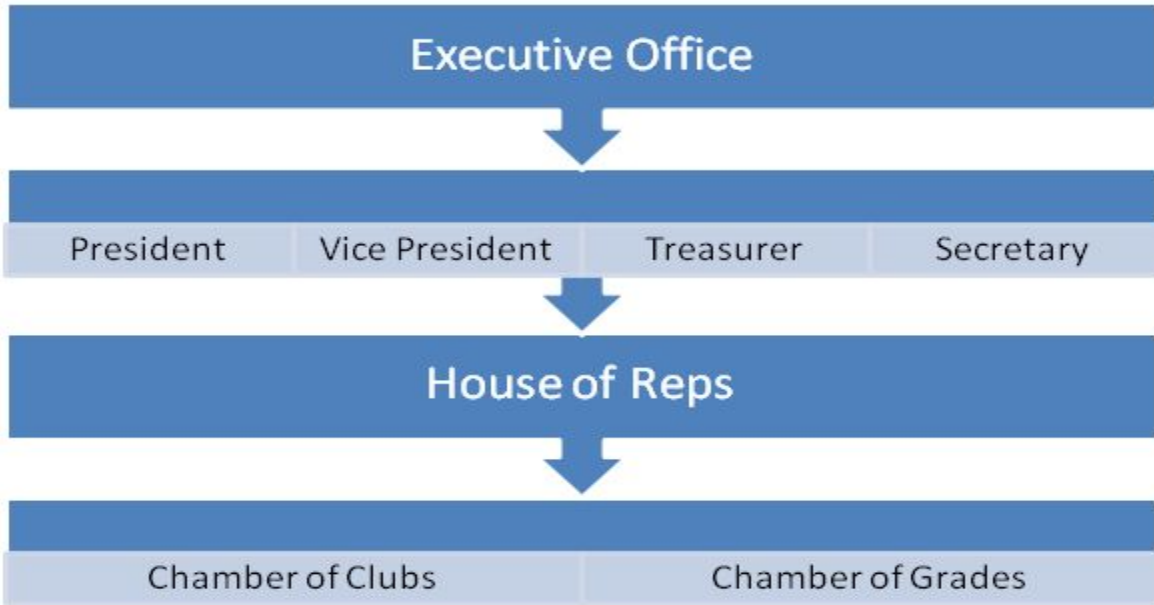 Executive Office
President Vice President Treasurer Secretary
House of Reps
Chamber of Clubs Chamber of Grades